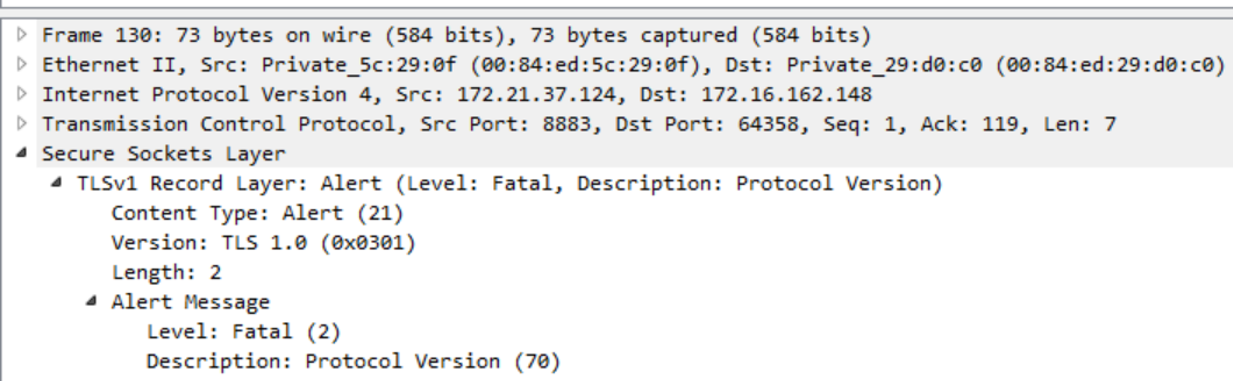 Frame 130: 73 bytes on wire (584 bits), 73 bytes captured (584 bits)
Ethernet II, Src: Private_5c:29:0f (00:84:ed:5c:29:0f), Dst: Private_29:d0:c0 (00:84:ed:29:d0:c0)
Internet Protocol Version 4, Src: 172.21.37.124, Dst: 172.16.162.148
Transmission Control Protocol, Src Port: 8883, Dst Port: 64358, Seq: 1, Ack: 119, Len: 7
Secure Sockets Layer
TLSv1 Record Layer: Alert (Level: Fatal, Description: Protocol Version)
Content Type: Alert (21)
Version: TLS 1.0 (0x0301)
Length: 2
Alert Message
Level: Fatal (2)
Description: Protocol Version (70)